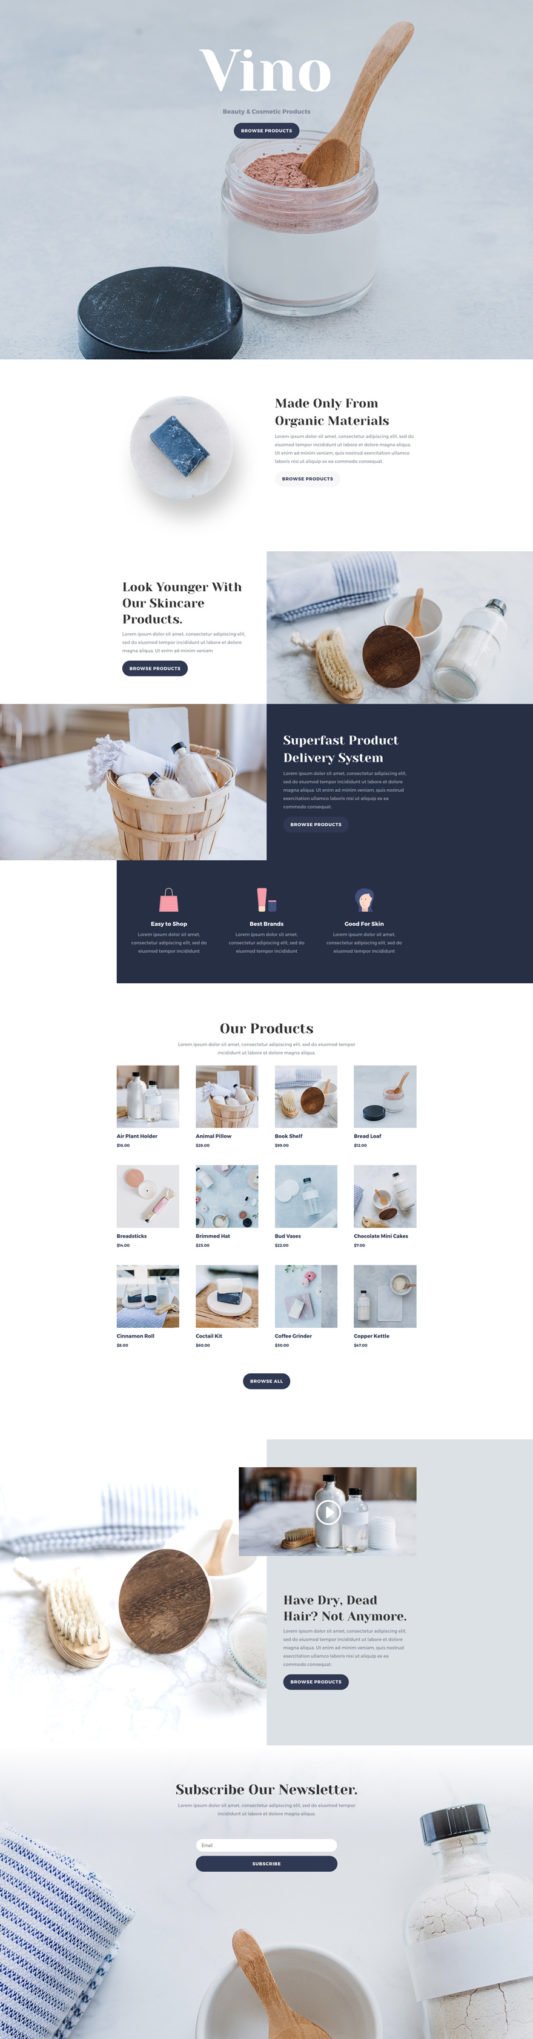 Vino
Beauty & Cosmetic Products
BROWSE PRODUCTS
Made Only From
Organic Materials
Lorem ipsum dolor sit amet, consectetur adipiscing elit, sed do
eiusmod tempor incididunt ut labore et dolore magna aliqua.
Ut enim ad minim veniam, quis nostrud exercitation ullamco
laboris nisi ut aliquip ex ea commodo consequat.
BROWSE PRODUCTS
Look Younger With
Our Skincare
Products.
Lorem ipsum dolor sit amet, consectetur adipiscing elit,
sed do eiusmod tempor incididunt ut labore et dolore
magna aliqua. Ut enim ad minim veniam
BROWSE PRODUCTS
Superfast Product
Delivery System
Lorem ipsum dolor sit amet, consectetur adipiscing elit,
sed do eiusmod tempor incididunt ut labore et dolore
magna aliqua. Ut enim ad minim veniam, quis nostrud
exercitation ullamco laboris nisi ut aliquip ex ea
commodo consequat.
BROWSE PRODUCTS
Easy to Shop
Lorem ipsum dolor sit amet,
consectetur adipiscing elit, sed do
eiusmod tempor incididunt
Best Brands
Lorem ipsum dolor sit amet,
consectetur adipiscing elit, sed do
eiusmod tempor incididunt
Good For Skin
Lorem ipsum dolor sit amet,
consectetur adipiscing elit, sed do
eiusmod tempor incididunt
Our Products
Lorem ipsum dolor sit amet, consectetur adipiscing elit, sed do eiusmod tempor
incididunt ut labore et dolore magna aliqua.
Air Plant Holder
Animal Pillow
Book Shelf
Bread Loaf
$12.00
Breadsticks
Brimmed Hat
Bud Vases
Chocolate Mini Cakes
$14.00
$23.00
$22.00
$7.00
Cinnamon Roll
Coctail Kit
Coffee Grinder
Copper Kettle
$8.00
$60.00
$30.00
$47.00
BROWSE ALL
Have Dry, Dead
Hair? Not Anymore.
Lorem ipsum dolor sit amet, consectetur adipiscing elit,
sed do eiusmod tempor incididunt ut labore et dolore
magna aliqua. Ut enim ad minim veniam, quis nostrud
exercitation ullamco laboris nisi ut aliquip ex ea
commodo consequat.
BROWSE PRODUCTS
Subscribe Our Newsletter.
Lorem ipsum dolor sit amet, consectetur adipiscing elit, sed do eiusmod tempor
incididunt ut labore et dolore magna aliqua.
Email
SUBSCRIBE